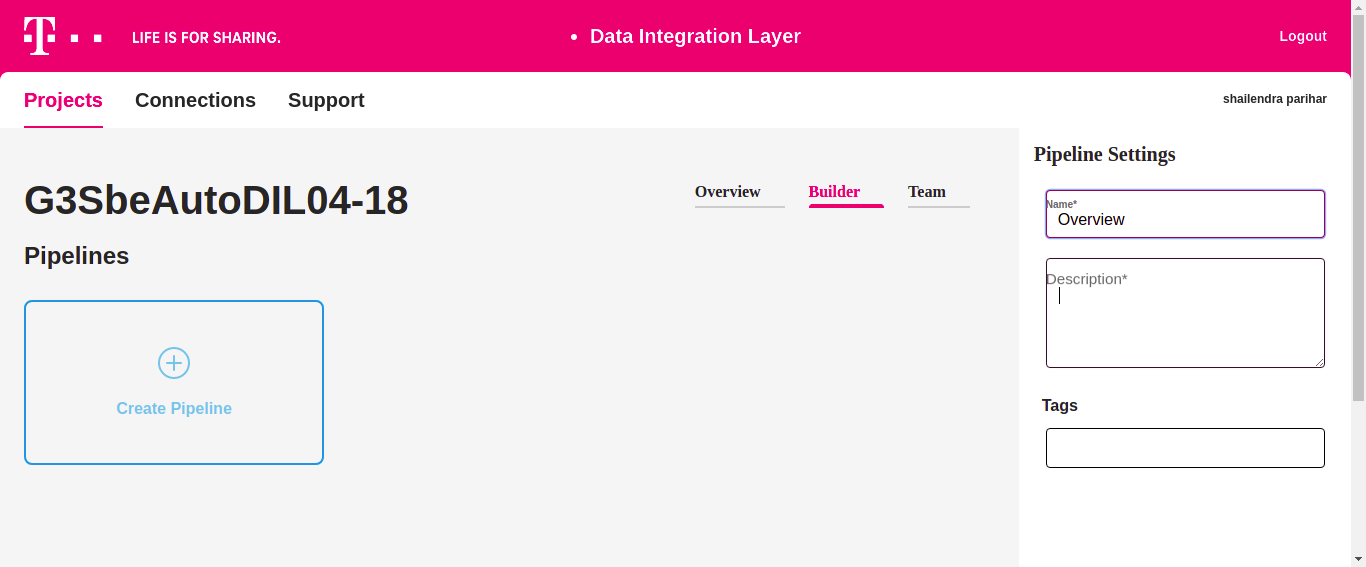 T
LIFE IS FOR SHARING.
• Data Integration Layer
Logout
Projects
Connections
Support
shailendra parihar
G3SbeAutoDIL04-18
Overview
Builder
Team
Pipelines
Create Pipeline
Pipeline Settings
Name*
Overview
Description*
Tags